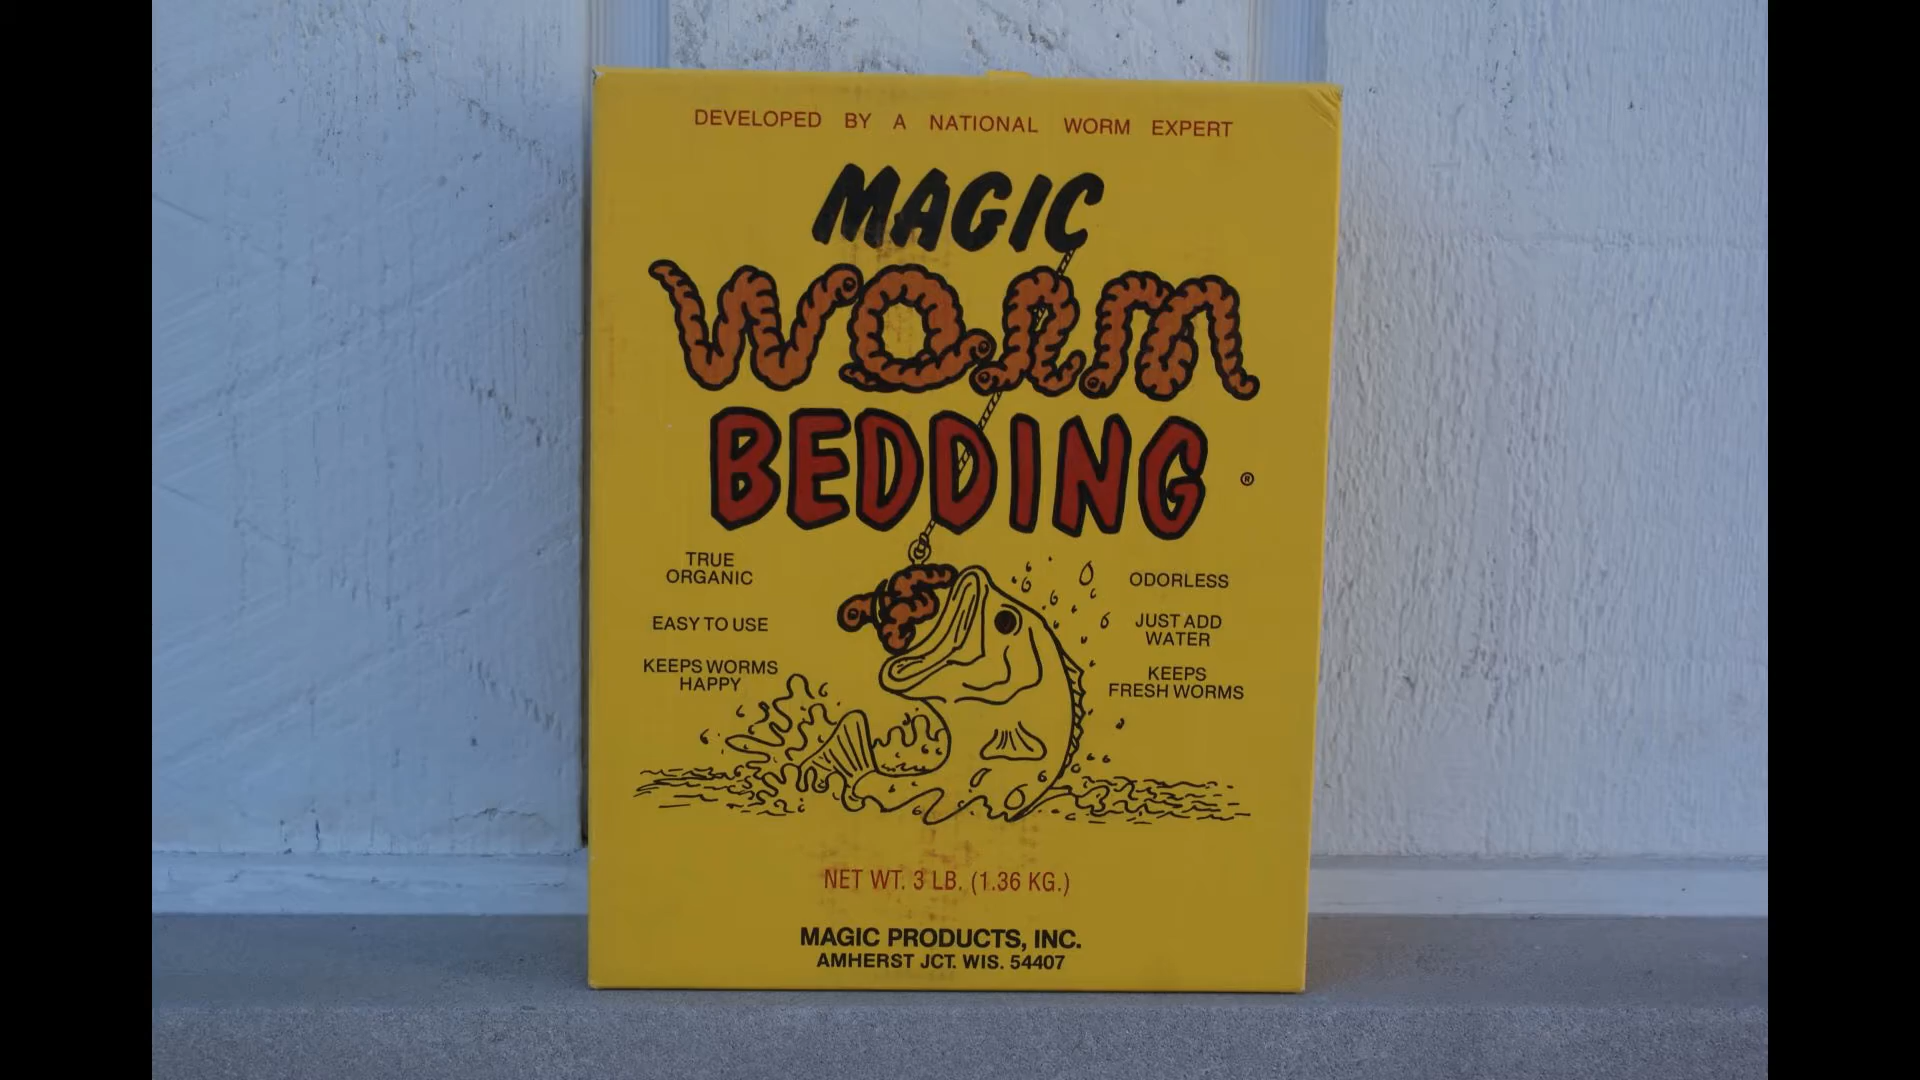 DEVELOPED BY A NATIONAL WORM EXPERT
MAGIC
WORM
BEDDING ®
TRUE
ORGANIC
EASY TO USE
KEEPS WORMS
HAPPY
ODORLESS
JUST ADD
WATER
KEEPS
FRESH WORMS
NET WT. 3 LB. (1.36 KG.)
MAGIC PRODUCTS, INC.
AMHERST JCT. WIS. 54407